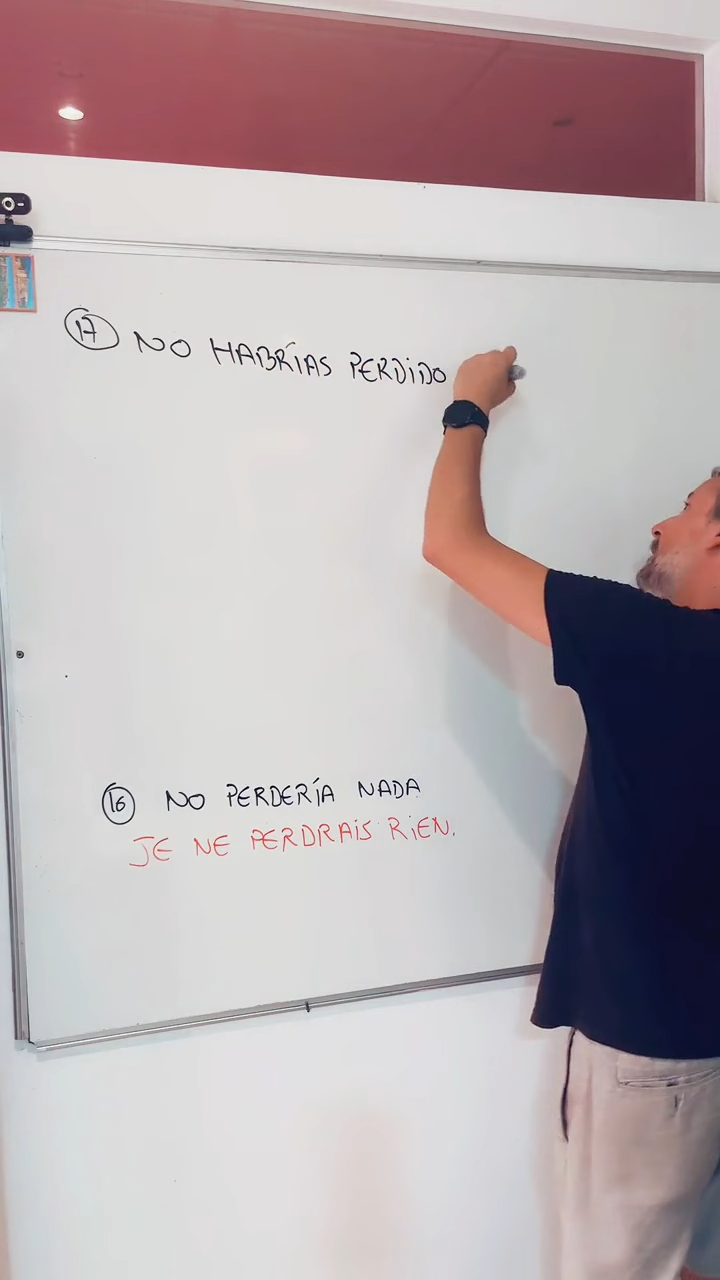 17 NO HABRÍAS PERDIDO
16 NO PERDERÍA NADA
JE NE PERDRAIS RIEN.